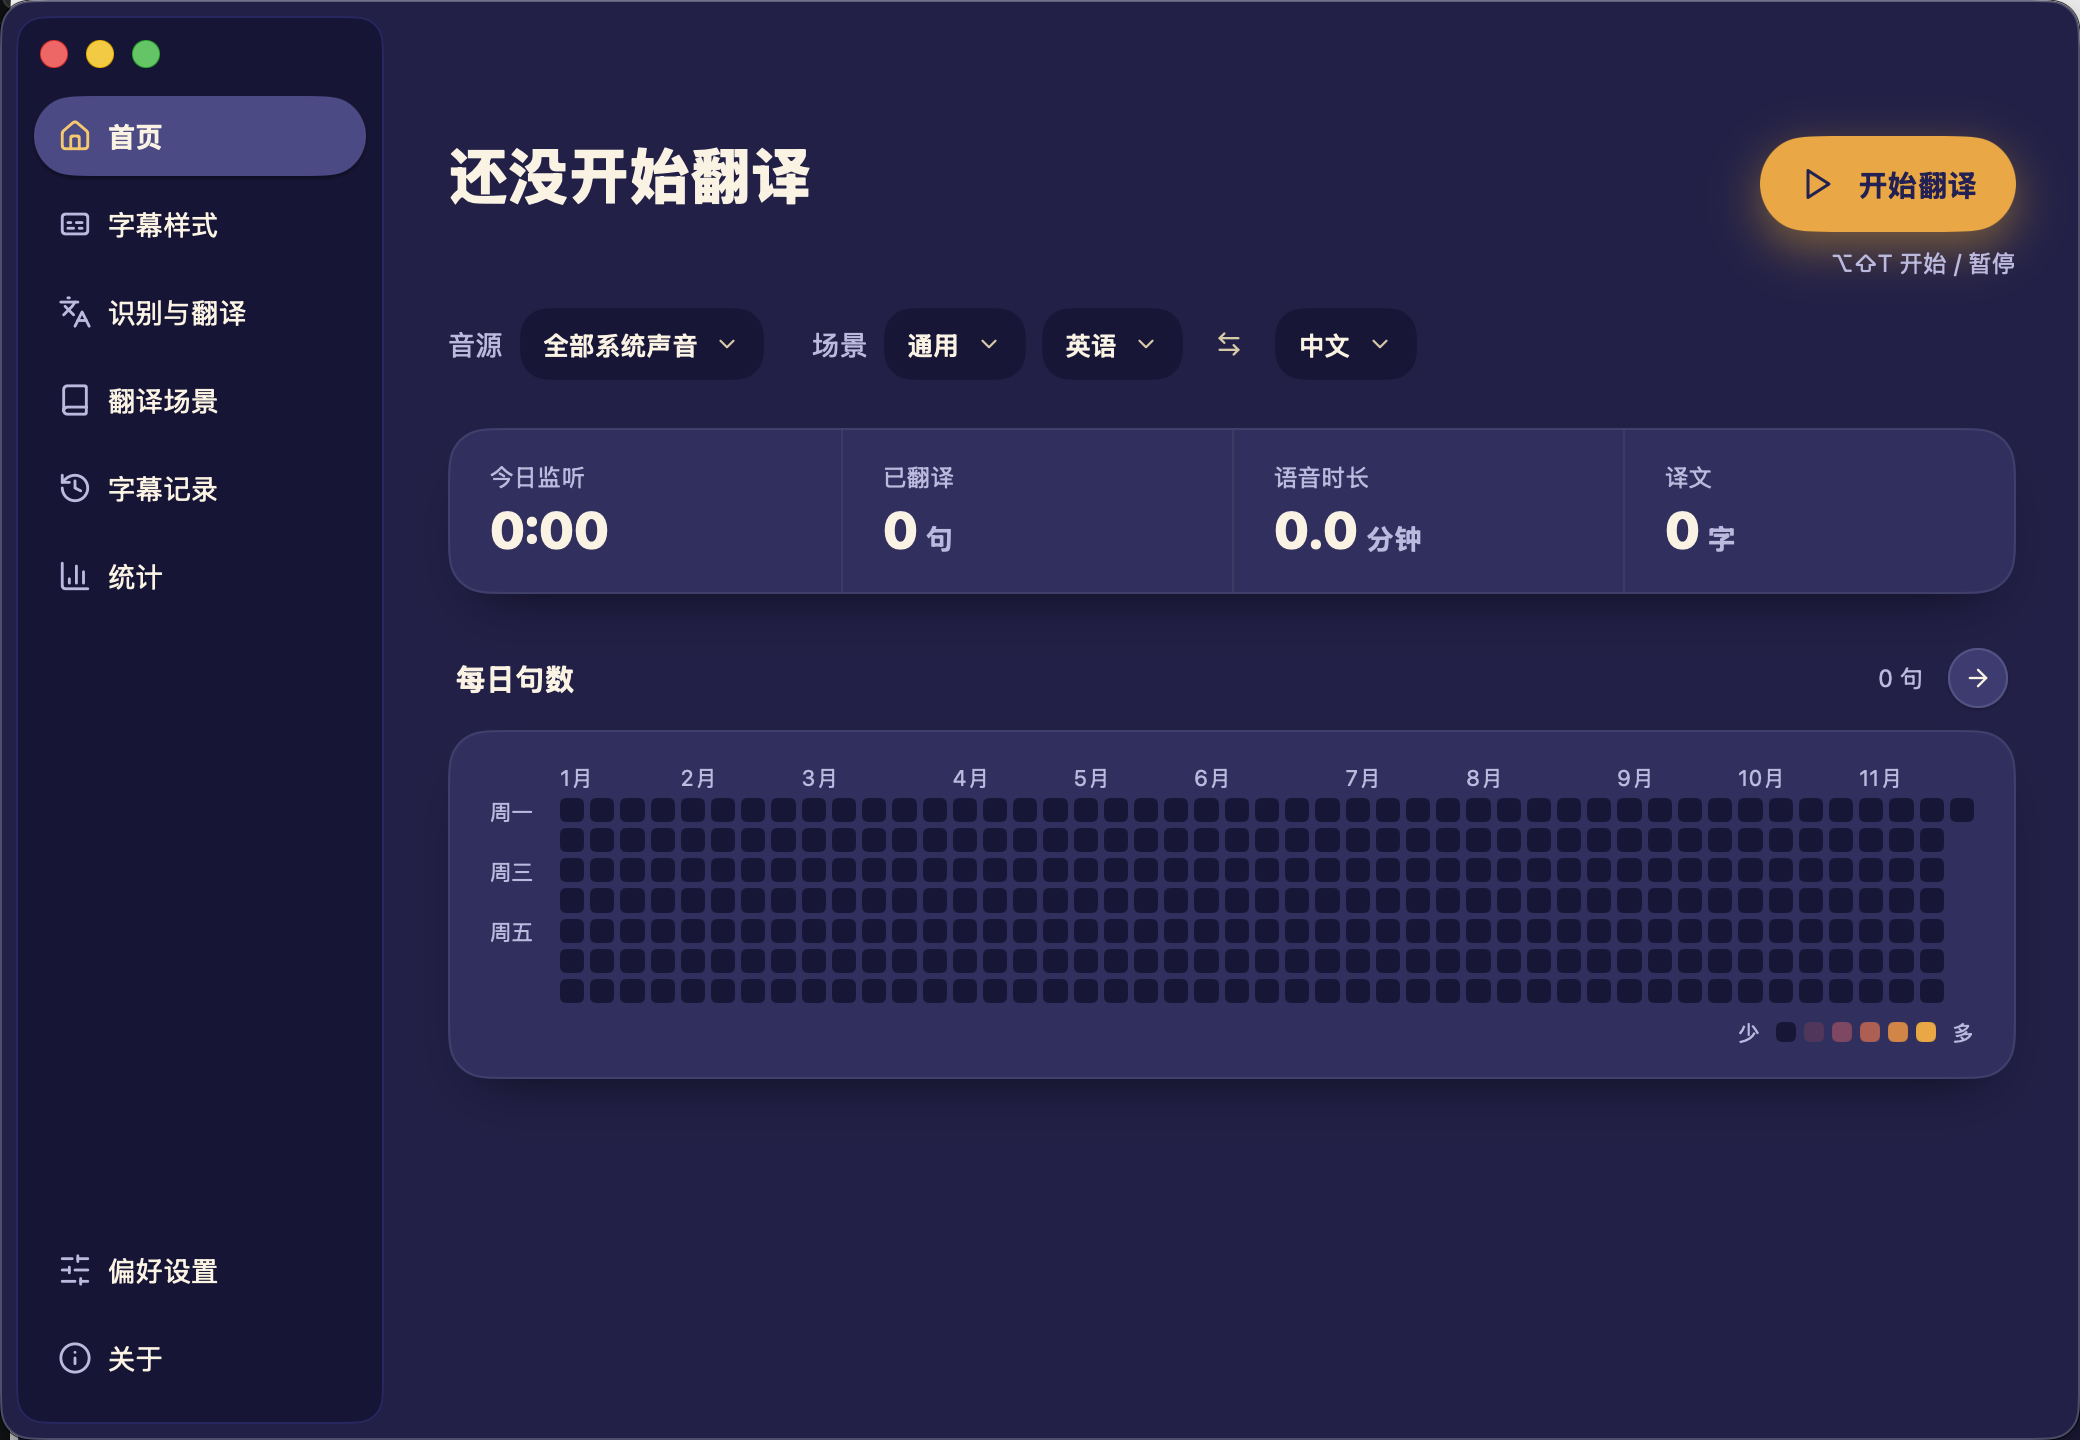 首页
字幕样式
识别与翻译
翻译场景
字幕记录
统计
偏好设置
关于
还没开始翻译
开始翻译
⌥⇧T 开始 / 暂停
音源 全部系统声音 场景 通用 英语 中文
今日监听 已翻译 语音时长 译文
0:00 0 句 0.0 分钟 0 字
每日句数 0 句
1月 2月 3月 4月 5月 6月 7月 8月 9月 10月 11月
周一
周三
周五
少 多